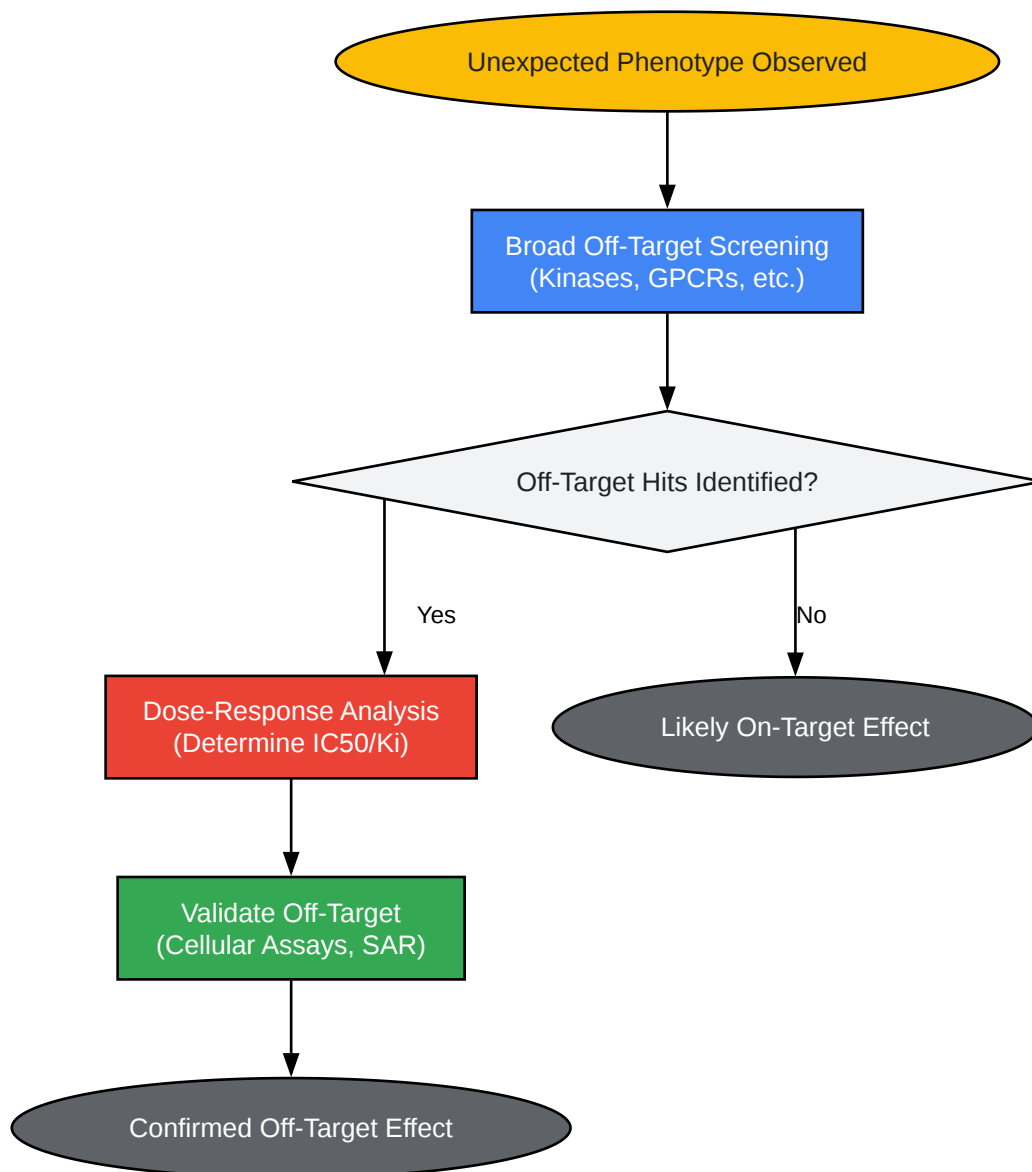 Unexpected Phenotype Observed
Broad Off-Target Screening
(Kinases, GPCRs, etc.)
Off-Target Hits Identified?
Yes
No
Dose-Response Analysis
(Determine IC50/Ki)
Likely On-Target Effect
Validate Off-Target
(Cellular Assays, SAR)
Confirmed Off-Target Effect